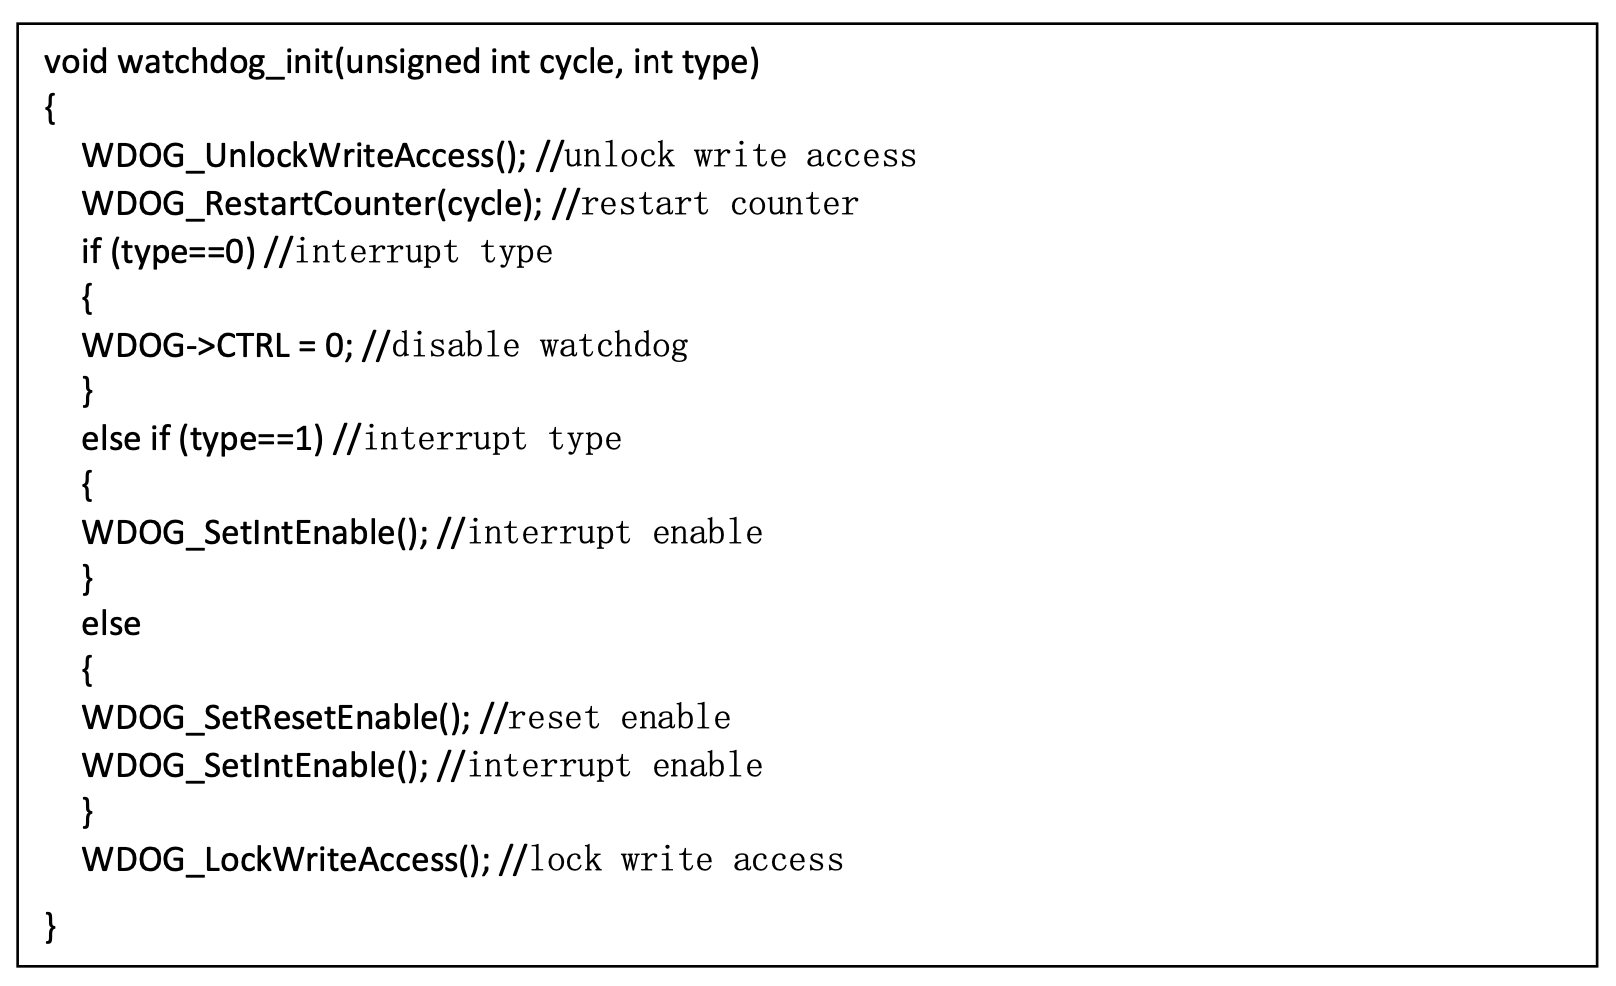 void watchdog_init(unsigned int cycle, int type)
{
WDOG_UnlockWriteAccess(); //unlock write access
WDOG_RestartCounter(cycle); //restart counter
if (type==0) //interrupt type
{
WDOG->CTRL = 0; //disable watchdog
}
else if (type==1) //interrupt type
{
WDOG_SetIntEnable(); //interrupt enable
}
else
{
WDOG_SetResetEnable(); //reset enable
WDOG_SetIntEnable(); //interrupt enable
}
WDOG_LockWriteAccess(); //lock write access
}